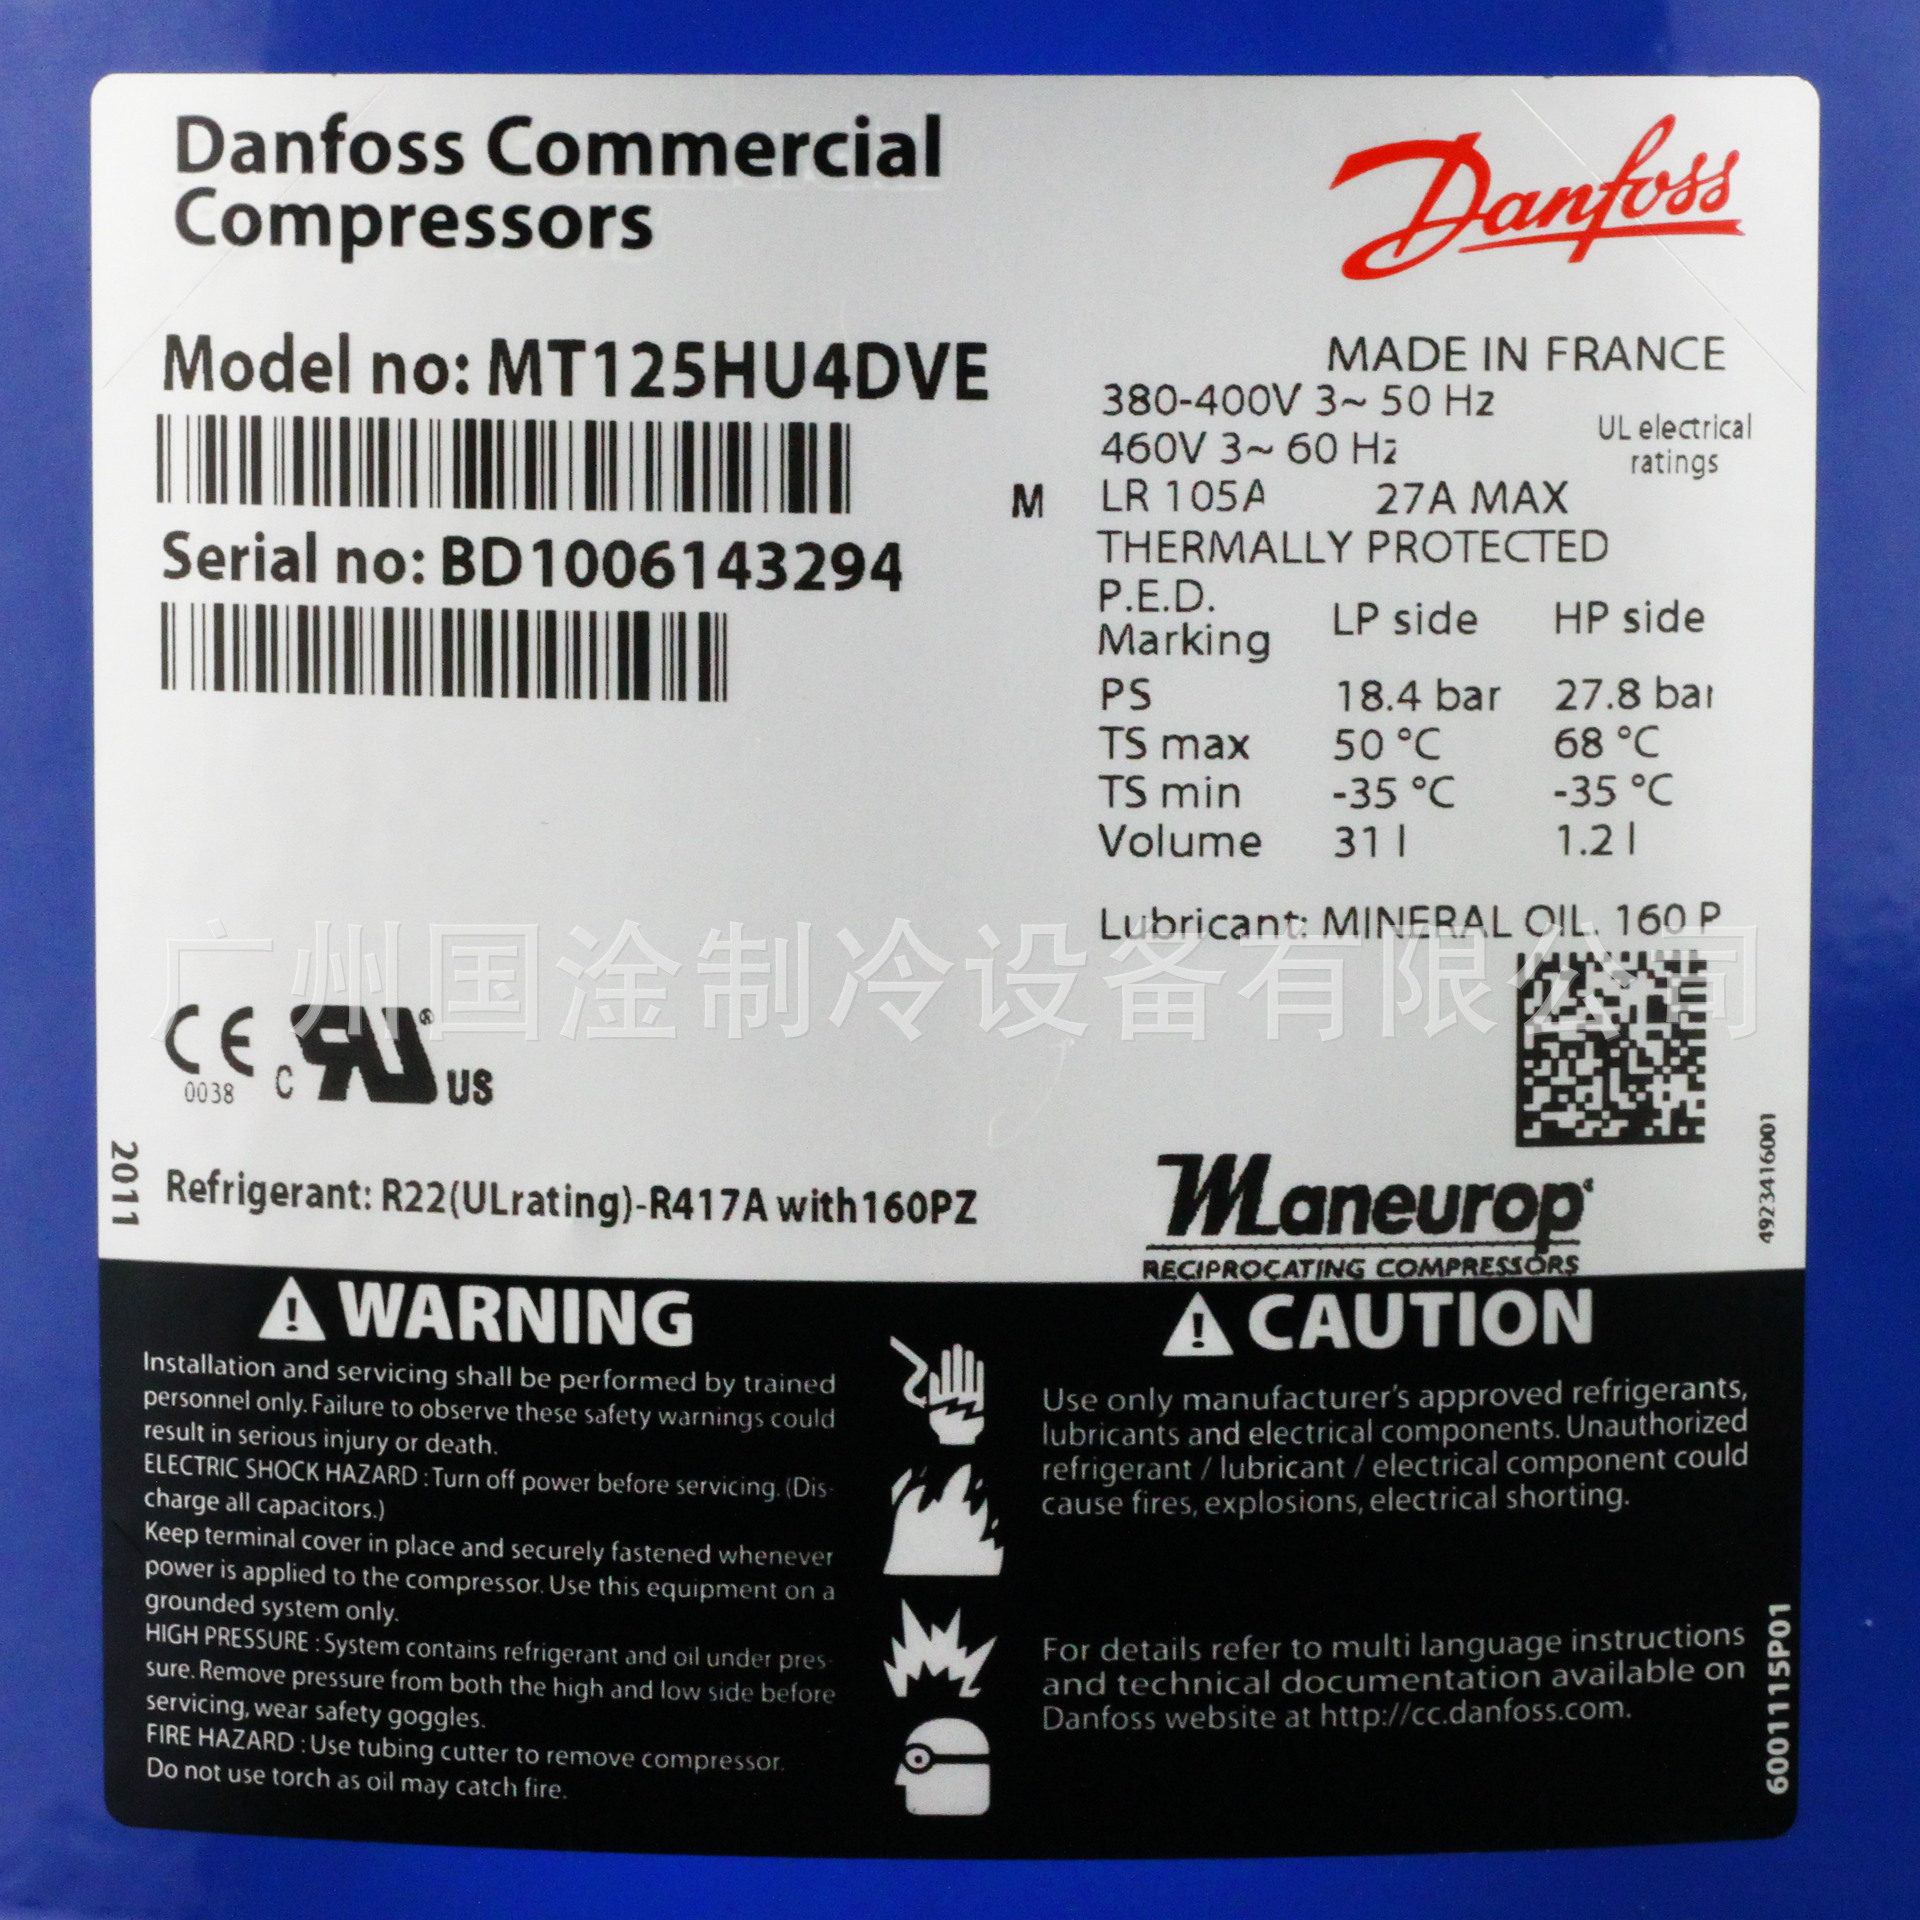 Danfoss Commercial
Compressors
Danfoss
Model no: MT125HU4DVE
Serial no: BD1006143294
MADE IN FRANCE
380-400V 3~ 50 Hz
460V 3~ 60 Hz
UL electrical
ratings
M
LR 105A 27A MAX
THERMALLY PROTECTED
P.E.D.
Marking LP side HP side
PS 18.4 bar 27.8 bar
TS max 50 °C 68 °C
TS min -35 °C -35 °C
Volume 31 l 1.2 l
Lubricant: MINERAL OIL. 160 P
广州国淦制冷设备有限公司
CE
0038
c RU® US
2011
Refrigerant: R22(ULrating)-R417A with160PZ
Maneurop
RECIPROCATING COMPRESSORS
4923416001
WARNING
Installation and servicing shall be performed by trained
personnel only. Failure to observe these safety warnings could
result in serious injury or death.
ELECTRIC SHOCK HAZARD : Turn off power before servicing. (Dis-
charge all capacitors.)
Keep terminal cover in place and securely fastened whenever
power is applied to the compressor. Use this equipment on a
grounded system only.
HIGH PRESSURE : System contains refrigerant and oil under pres-
sure. Remove pressure from both the high and low side before
servicing, wear safety goggles.
FIRE HAZARD : Use tubing cutter to remove compressor.
Do not use torch as oil may catch fire.
CAUTION
Use only manufacturer's approved refrigerants,
lubricants and electrical components. Unauthorized
refrigerant / lubricant / electrical component could
cause fires, explosions, electrical shorting.
For details refer to multi language instructions
and technical documentation available on
Danfoss website at http://cc.danfoss.com.
6001115P01